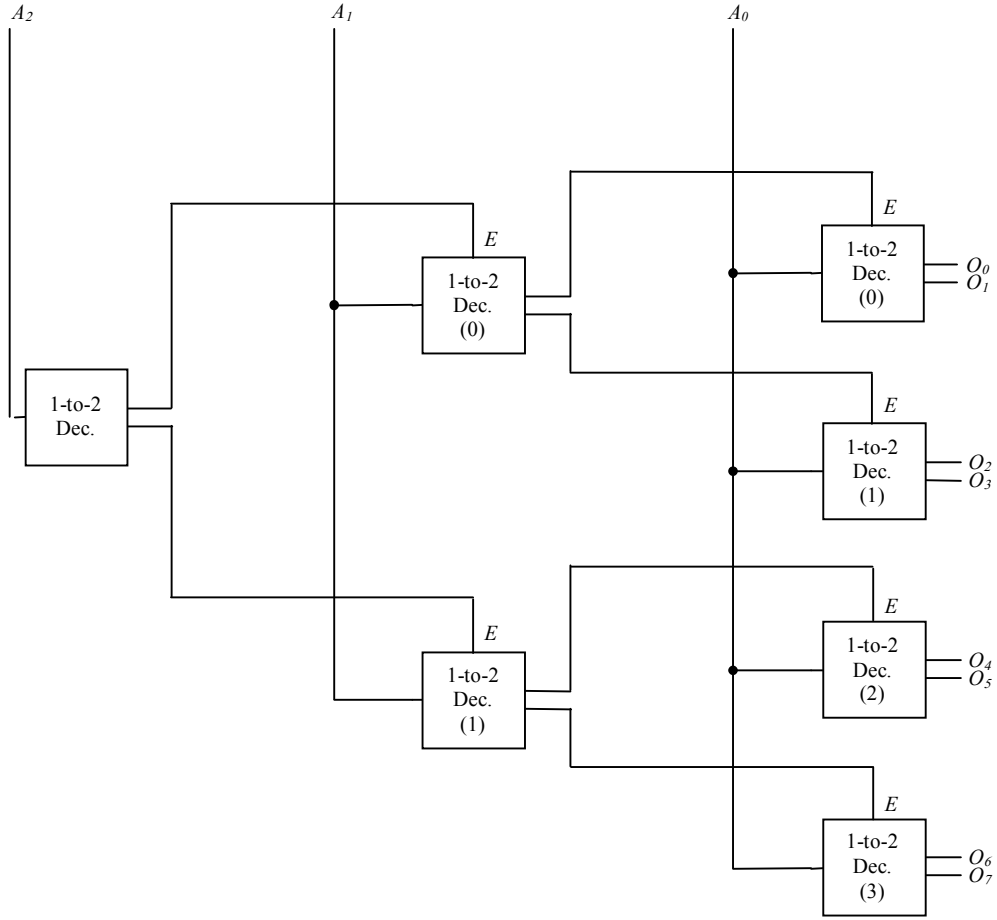 A₂
A₁
A₀
E
1-to-2
Dec.
(0)
O₀
O₁
E
1-to-2
Dec.
(0)
1-to-2
Dec.
E
1-to-2
Dec.
(1)
O₂
O₃
E
1-to-2
Dec.
(1)
E
1-to-2
Dec.
(2)
O₄
O₅
E
1-to-2
Dec.
(3)
O₆
O₇